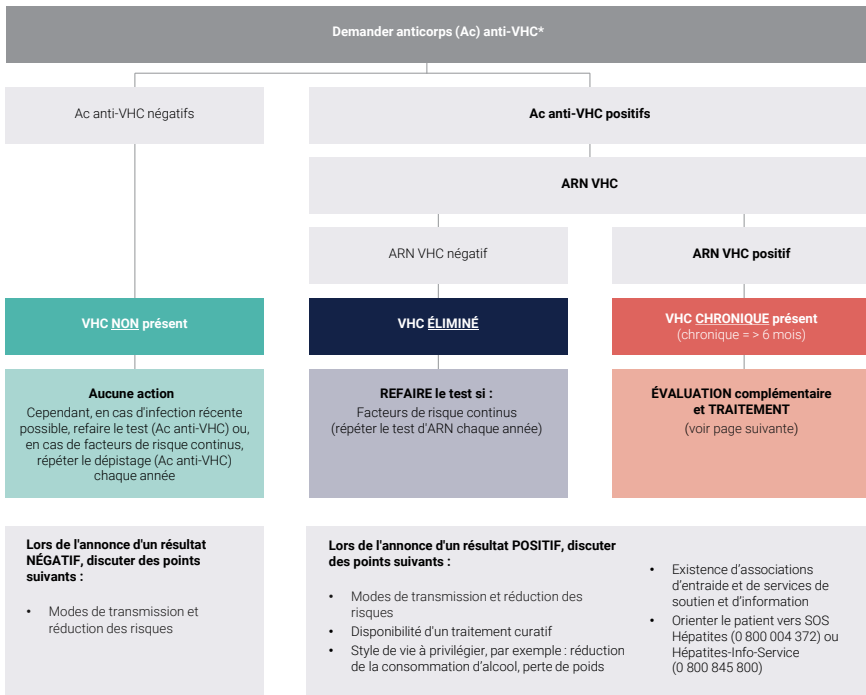 Demander anticorps (Ac) anti-VHC*
Ac anti-VHC négatifs
Ac anti-VHC positifs
ARN VHC
ARN VHC négatif
ARN VHC positif
VHC NON présent
VHC ÉLIMINÉ
VHC CHRONIQUE présent
(chronique = > 6 mois)
Aucune action
Cependant, en cas d'infection récente
possible, refaire le test (Ac anti-VHC) ou,
en cas de facteurs de risque continus,
répéter le dépistage (Ac anti-VHC)
chaque année
REFAIRE le test si :
Facteurs de risque continus
(répéter le test d'ARN chaque année)
ÉVALUATION complémentaire
et TRAITEMENT
(voir page suivante)
Lors de l'annonce d'un résultat
NÉGATIF, discuter des points
suivants :
• Modes de transmission et
réduction des risques
Lors de l'annonce d'un résultat POSITIF, discuter
des points suivants :
• Modes de transmission et réduction des
risques
• Disponibilité d'un traitement curatif
• Style de vie à privilégier, par exemple : réduction
de la consommation d'alcool, perte de poids
• Existence d'associations
d'entraide et de services de
soutien et d'information
• Orienter le patient vers SOS
Hépatites (0 800 004 372) ou
Hépatites-Info-Service
(0 800 845 800)